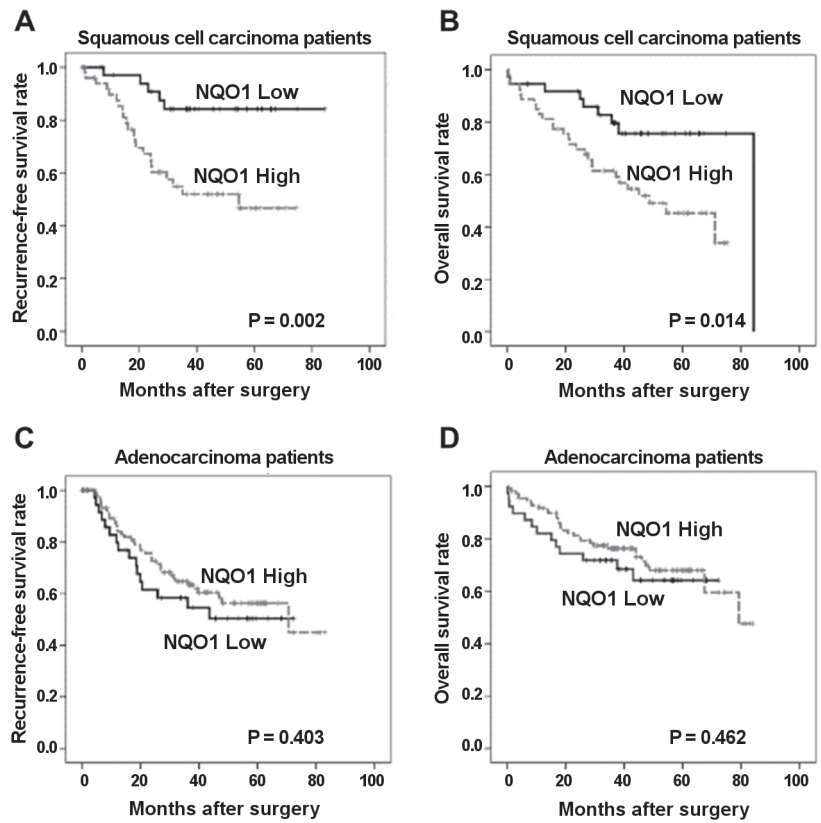 A
Squamous cell carcinoma patients
Recurrence-free survival rate
1.0
0.8
0.6
0.4
0.2
0.0
NQO1 Low
NQO1 High
P = 0.002
0 20 40 60 80 100
Months after surgery
B
Squamous cell carcinoma patients
Overall survival rate
1.0
0.8
0.6
0.4
0.2
0.0
NQO1 Low
NQO1 High
P = 0.014
0 20 40 60 80 100
Months after surgery
C
Adenocarcinoma patients
Recurrence-free survival rate
1.0
0.8
0.6
0.4
0.2
0.0
NQO1 High
NQO1 Low
P = 0.403
0 20 40 60 80 100
Months after surgery
D
Adenocarcinoma patients
Overall survival rate
1.0
0.8
0.6
0.4
0.2
0.0
NQO1 High
NQO1 Low
P = 0.462
0 20 40 60 80 100
Months after surgery